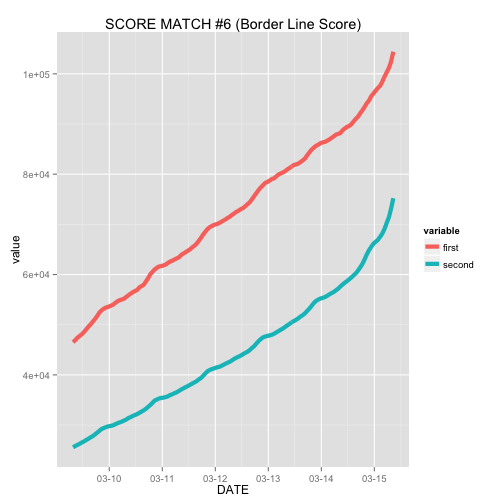 SCORE MATCH #6 (Border Line Score)
1e+05
8e+04
6e+04
4e+04
value
03-10 03-11 03-12 03-13 03-14 03-15
DATE
variable
first
second